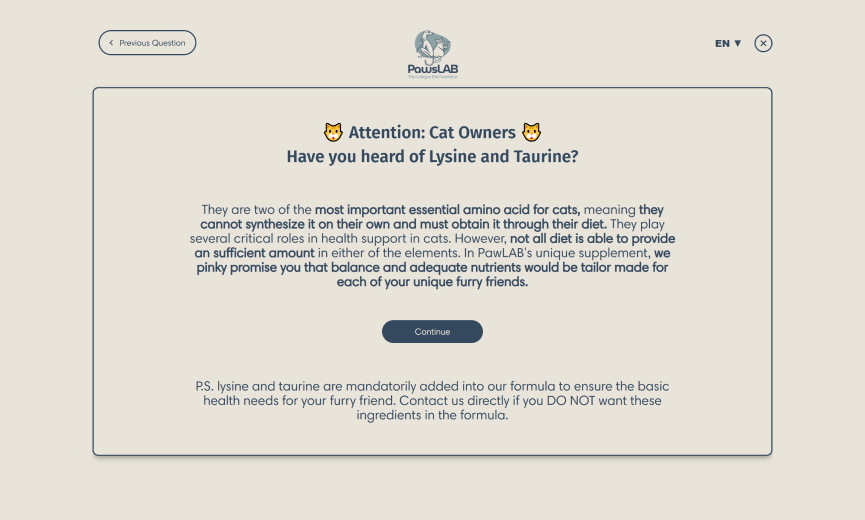 Previous Question
PawsLAB
EN ▼
🐱 Attention: Cat Owners 🐱
Have you heard of Lysine and Taurine?
They are two of the most important essential amino acid for cats, meaning they
cannot synthesize it on their own and must obtain it through their diet. They play
several critical roles in health support in cats. However, not all diet is able to provide
an sufficient amount in either of the elements. In PawLAB's unique supplement, we
pinky promise you that balance and adequate nutrients would be tailor made for
each of your unique furry friends.
Continue
P.S. lysine and taurine are mandatorily added into our formula to ensure the basic
health needs for your furry friend. Contact us directly if you DO NOT want these
ingredients in the formula.